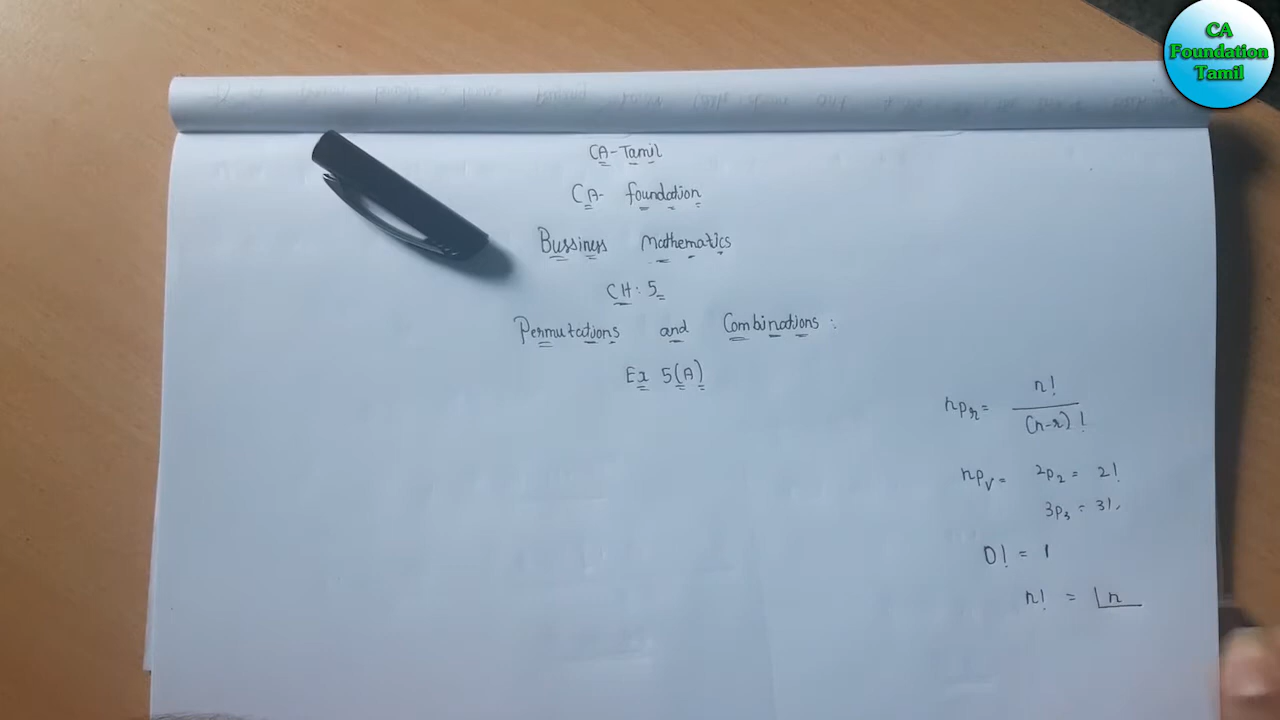 CA
Foundation
Tamil
CA-Tamil
CA- foundation
Bussinyss Mathematics
CH: 5
Permutations and Combinations :
Ex 5(A)
nPr = n! / (n-r)!
nPr = 2P2 = 2!
3P3 = 3!
0! = 1
n! = |n